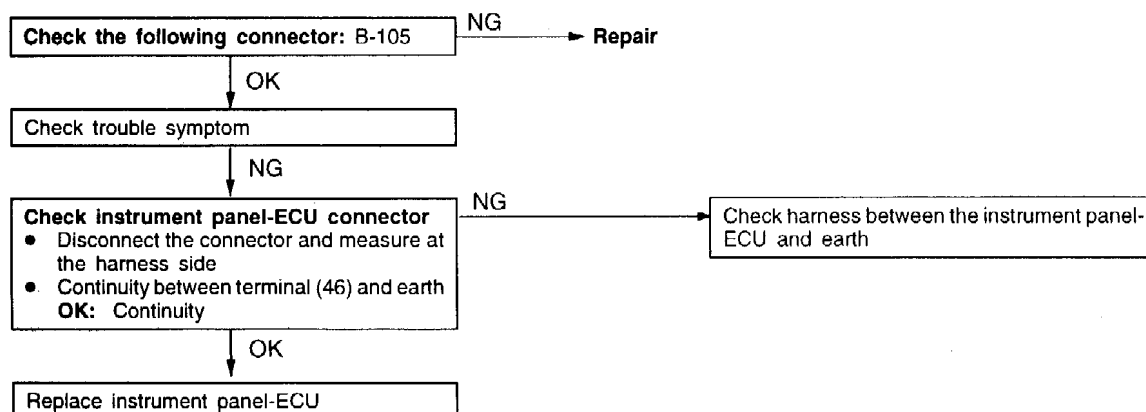 Check the following connector: B-105
NG
Repair
OK
Check trouble symptom
NG
Check instrument panel-ECU connector
● Disconnect the connector and measure at
the harness side
● Continuity between terminal (46) and earth
OK: Continuity
NG
Check harness between the instrument panel-
ECU and earth
OK
Replace instrument panel-ECU